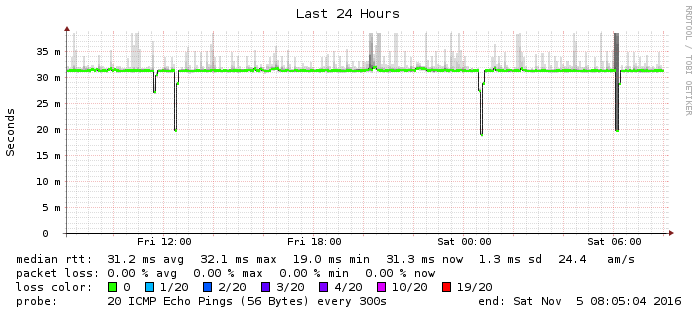 Last 24 Hours
RRDTOOL / TOBI OETIKER
Seconds
35 m
30 m
25 m
20 m
15 m
10 m
5 m
0
Fri 12:00 Fri 18:00 Sat 00:00 Sat 06:00
median rtt: 31.2 ms avg 32.1 ms max 19.0 ms min 31.3 ms now 1.3 ms sd 24.4 am/s
packet loss: 0.00 % avg 0.00 % max 0.00 % min 0.00 % now
loss color: 0 1/20 2/20 3/20 4/20 10/20 19/20
probe: 20 ICMP Echo Pings (56 Bytes) every 300s end: Sat Nov 5 08:05:04 2016